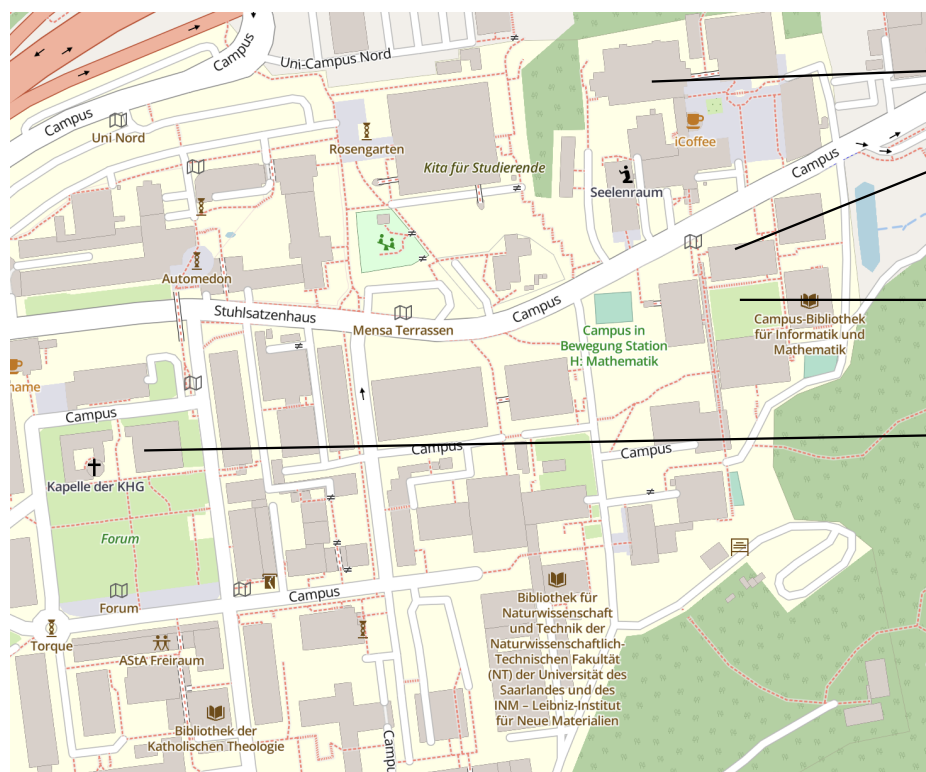 Campus
Uni-Campus Nord
Campus
Uni Nord
Rosengarten
iCoffee
Kita für Studierende
Campus
Seelenraum
Automedon
Stuhlsatzenhaus
Campus
Mensa Terrassen
Campus in
Bewegung Station
H: Mathematik
Campus-Bibliothek
für Informatik und
Mathematik
name
Campus
Campus
Campus
Kapelle der KHG
Forum
Campus
Forum
Torque
AStA Freiraum
Bibliothek für
Naturwissenschaft
und Technik der
Naturwissenschaftlich-
Technischen Fakultät
(NT) der Universität des
Saarlandes und des
INM – Leibniz-Institut
für Neue Materialien
Bibliothek der
Katholischen Theologie
Campus